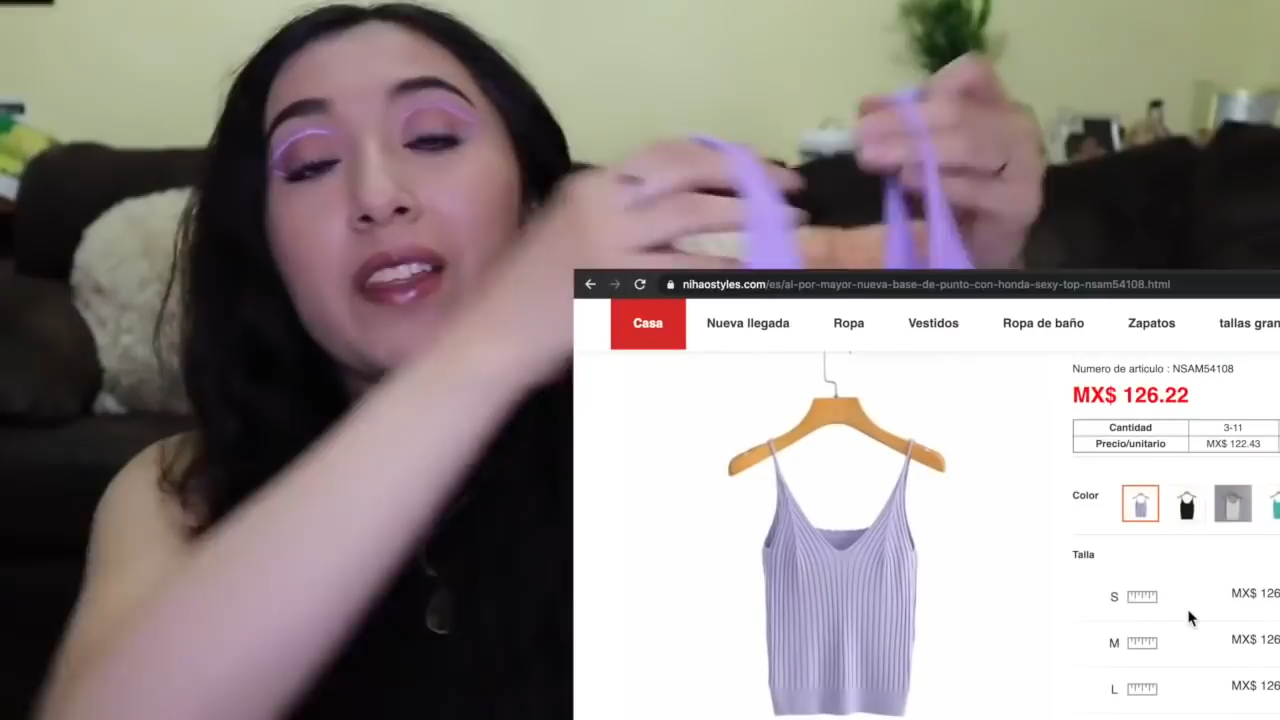 nihaostyles.com/es/al-por-mayor-nueva-base-de-punto-con-honda-sexy-top-nsam54108.html
Casa Nueva llegada Ropa Vestidos Ropa de baño Zapatos tallas gran
Numero de articulo : NSAM54108
MX$ 126.22
Cantidad 3-11
Precio/unitario MX$ 122.43
Color
Talla
S MX$ 126
M MX$ 126
L MX$ 126